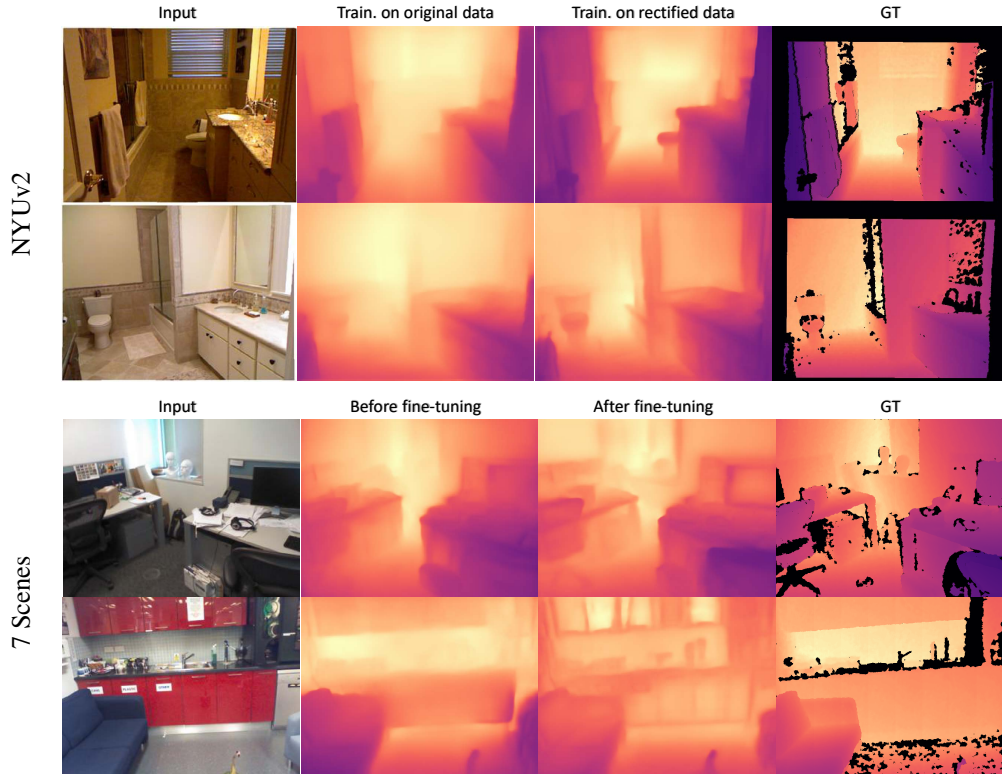 Input Train. on original data Train. on rectified data GT
NYUv2
Input Before fine-tuning After fine-tuning GT
7 Scenes